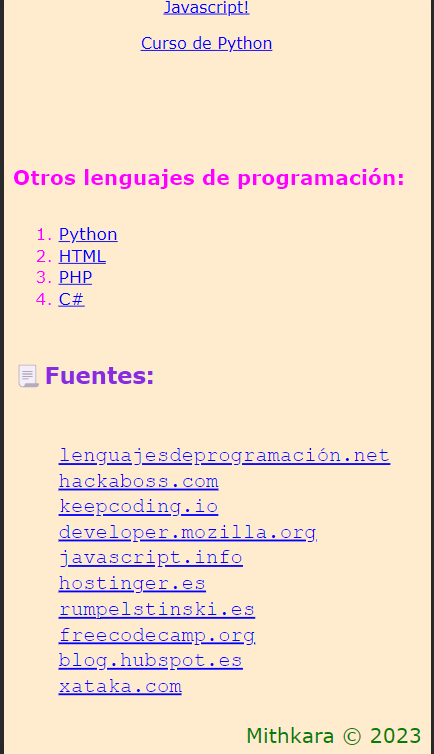 Javascript!
Curso de Python
Otros lenguajes de programación:
1. Python
2. HTML
3. PHP
4. C#
Fuentes:
lenguajesdeprogramación.net
hackaboss.com
keepcoding.io
developer.mozilla.org
javascript.info
hostinger.es
rumpelstinski.es
freecodecamp.org
blog.hubspot.es
xataka.com
Mithkara © 2023